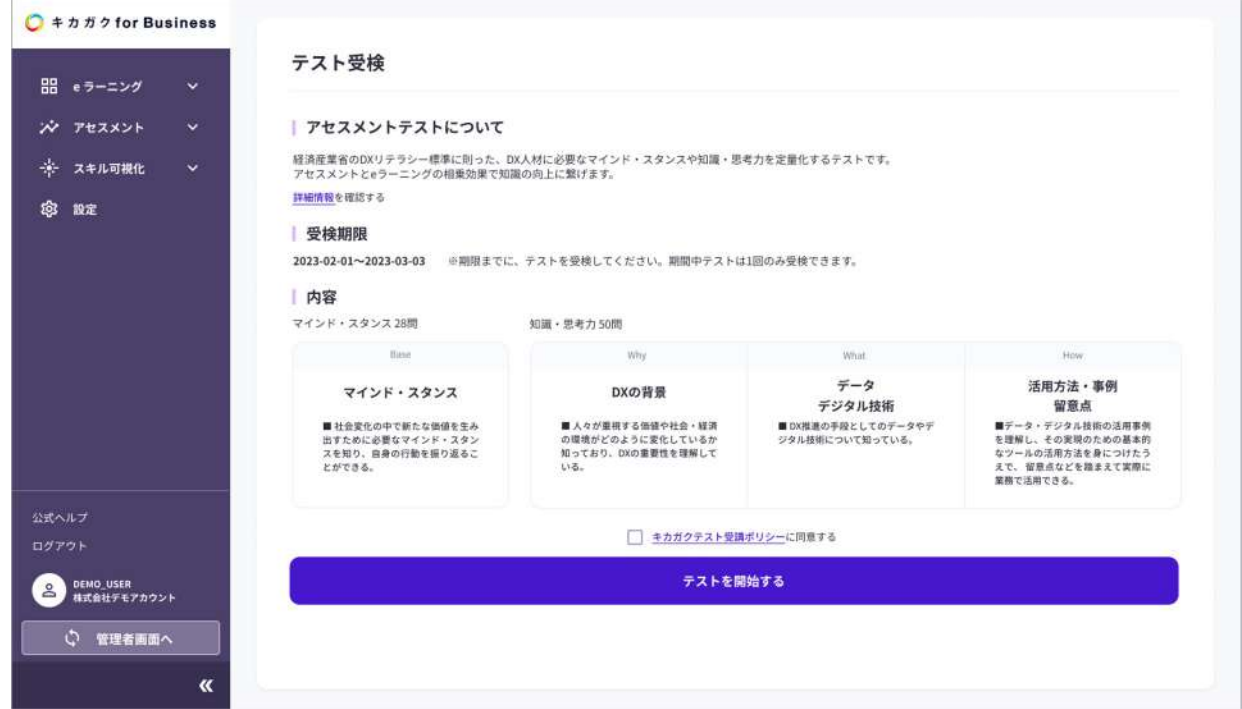 キカガク for Business
eラーニング
アセスメント
スキル可視化
設定
公式ヘルプ
ログアウト
DEMO_USER
株式会社デモアカウント
管理者画面へ
テスト受検
アセスメントテストについて
経済産業省のDXリテラシー標準に則った、DX人材に必要なマインド・スタンスや知識・思考力を定量化するテストです。
アセスメントとeラーニングの相乗効果で知識の向上に繋げます。
詳細情報を確認する
受検期限
2023-02-01〜2023-03-03 ※期限までに、テストを受検してください。期間中テストは1回のみ受検できます。
内容
マインド・スタンス 28問
Base
マインド・スタンス
■ 社会変化の中で新たな価値を生み
出すために必要なマインド・スタン
スを知り、自身の行動を振り返るこ
とができる。
知識・思考力 50問
Why
DXの背景
■ 人々が重視する価値や社会・経済
の環境がどのように変化しているか
知っており、DXの重要性を理解して
いる。
What
データ
デジタル技術
■ DX推進の手段としてのデータやデ
ジタル技術について知っている。
How
活用方法・事例
留意点
■データ・デジタル技術の活用事例
を理解し、その実現のための基本的
なツールの活用方法を身につけたう
えで、 留意点などを踏まえて実際に
業務で活用できる。
キカガクテスト受講ポリシーに同意する
テストを開始する